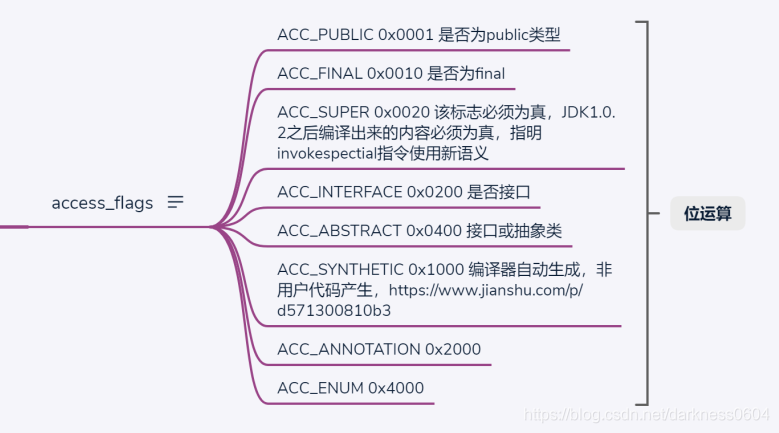 ACC_PUBLIC 0x0001 是否为public类型
ACC_FINAL 0x0010 是否为final
ACC_SUPER 0x0020 该标志必须为真，JDK1.0.
2之后编译出来的内容必须为真，指明
invokespectial指令使用新语义
access_flags
ACC_INTERFACE 0x0200 是否接口
位运算
ACC_ABSTRACT 0x0400 接口或抽象类
ACC_SYNTHETIC 0x1000 编译器自动生成，非
用户代码产生，https://www.jianshu.com/p/
d571300810b3
ACC_ANNOTATION 0x2000
ACC_ENUM 0x4000
https://blog.csdn.net/darkness0604